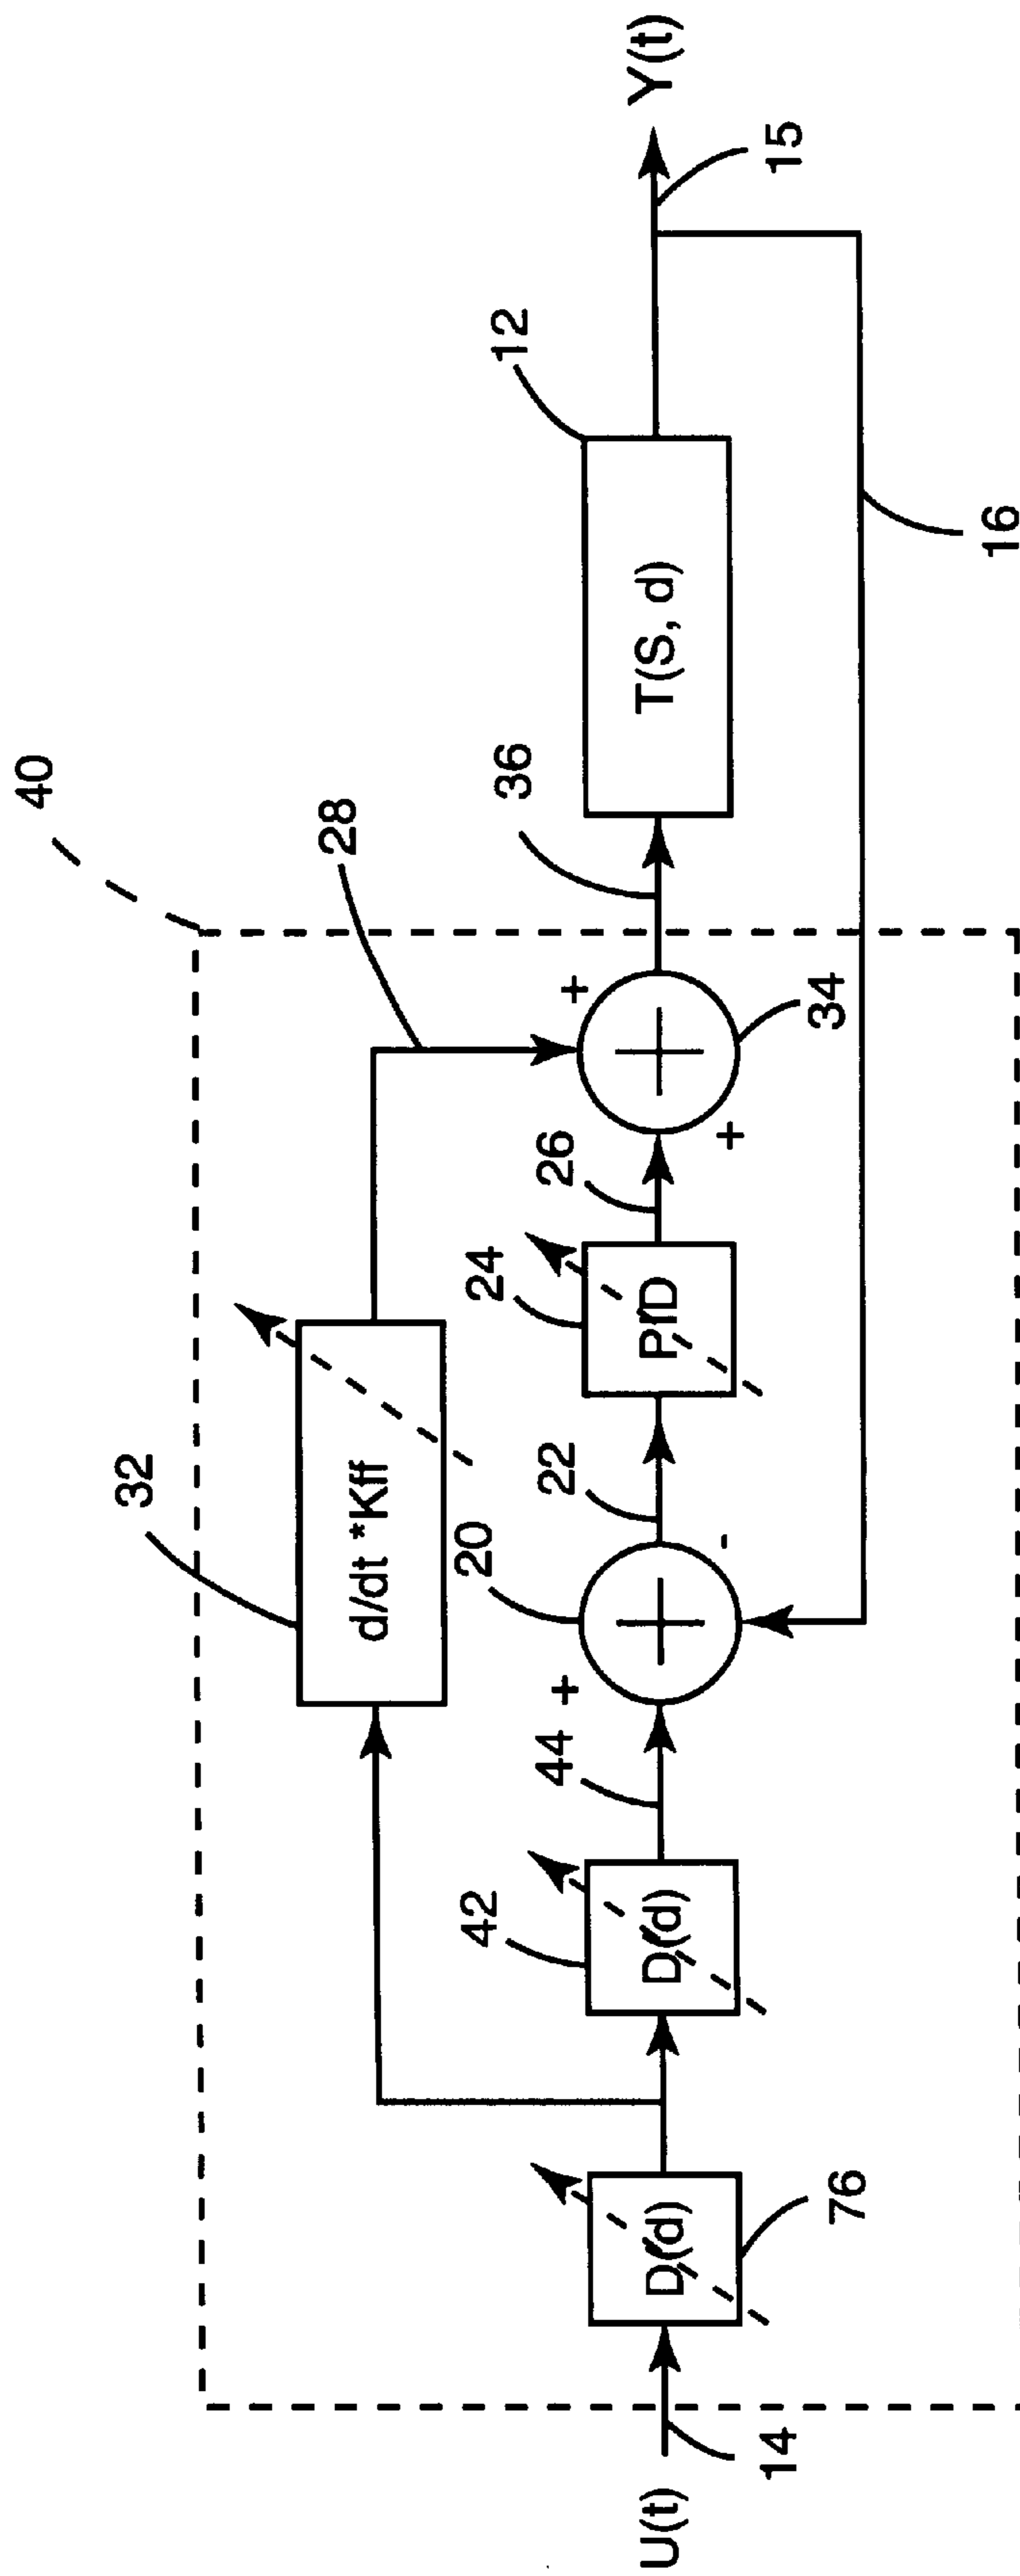 40
32
28
12
d/dt *Kff
42
44
20
22
24
26
36
U(t)
D(d)
D(d)
+
PID
+
T(S, d)
Y(t)
14
76
-
+
34
15
16